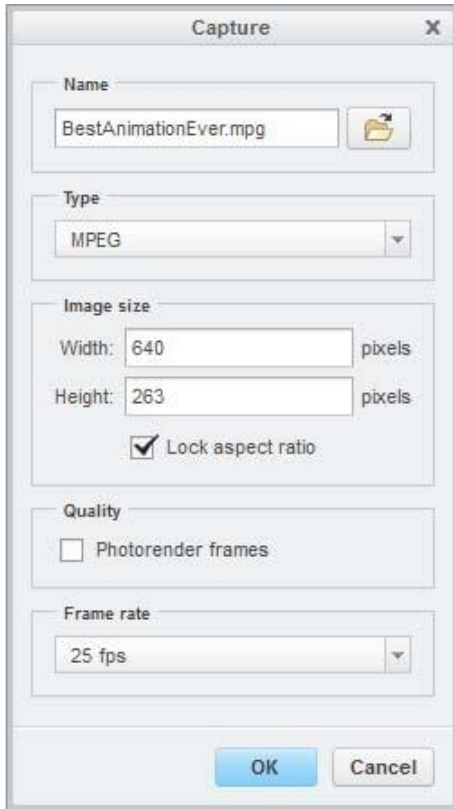 Capture
Name
BestAnimationEver.mpg
Type
MPEG
Image size
Width: 640 pixels
Height: 263 pixels
Lock aspect ratio
Quality
Photorender frames
Frame rate
25 fps
OK Cancel